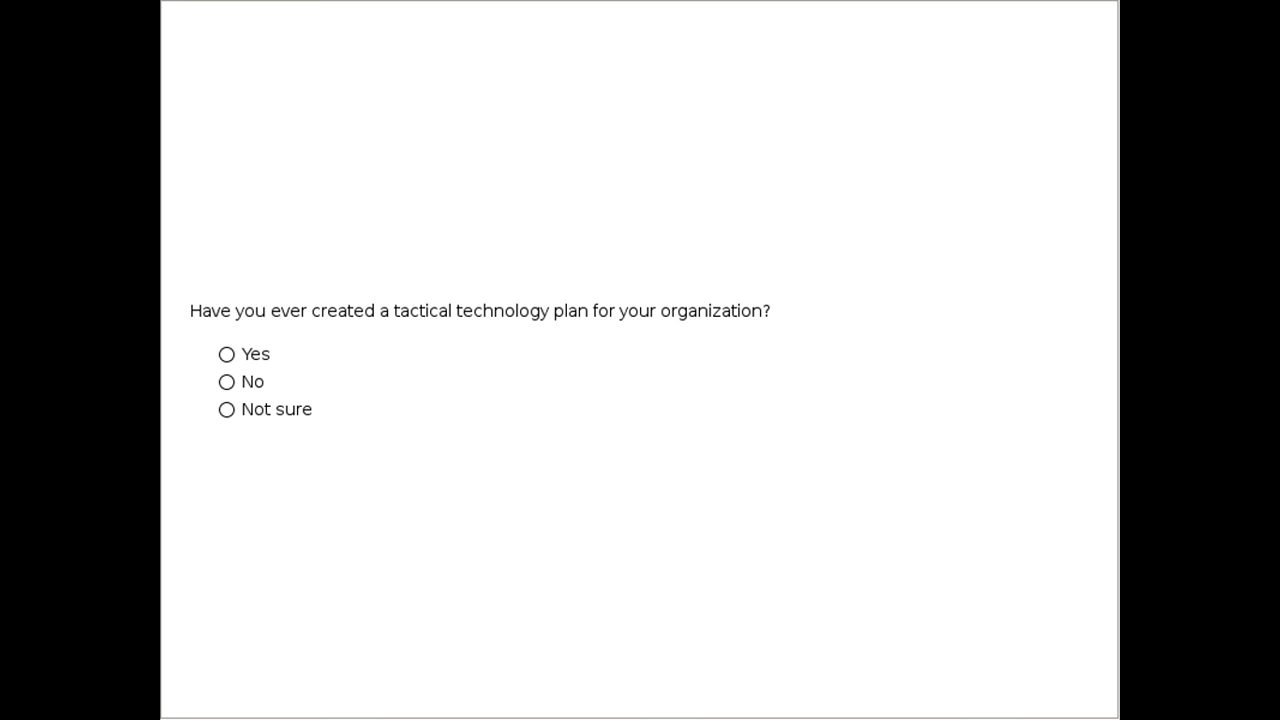 Have you ever created a tactical technology plan for your organization?
Yes
No
Not sure